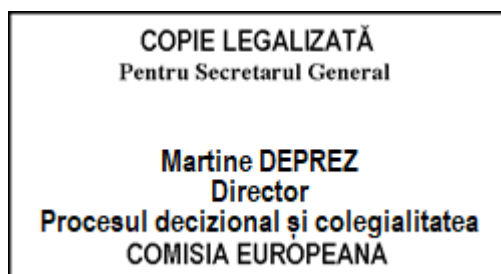 COPIE LEGALIZATĂ
Pentru Secretarul General
Martine DEPREZ
Director
Procesul decizional și colegialitatea
COMISIA EUROPEANA